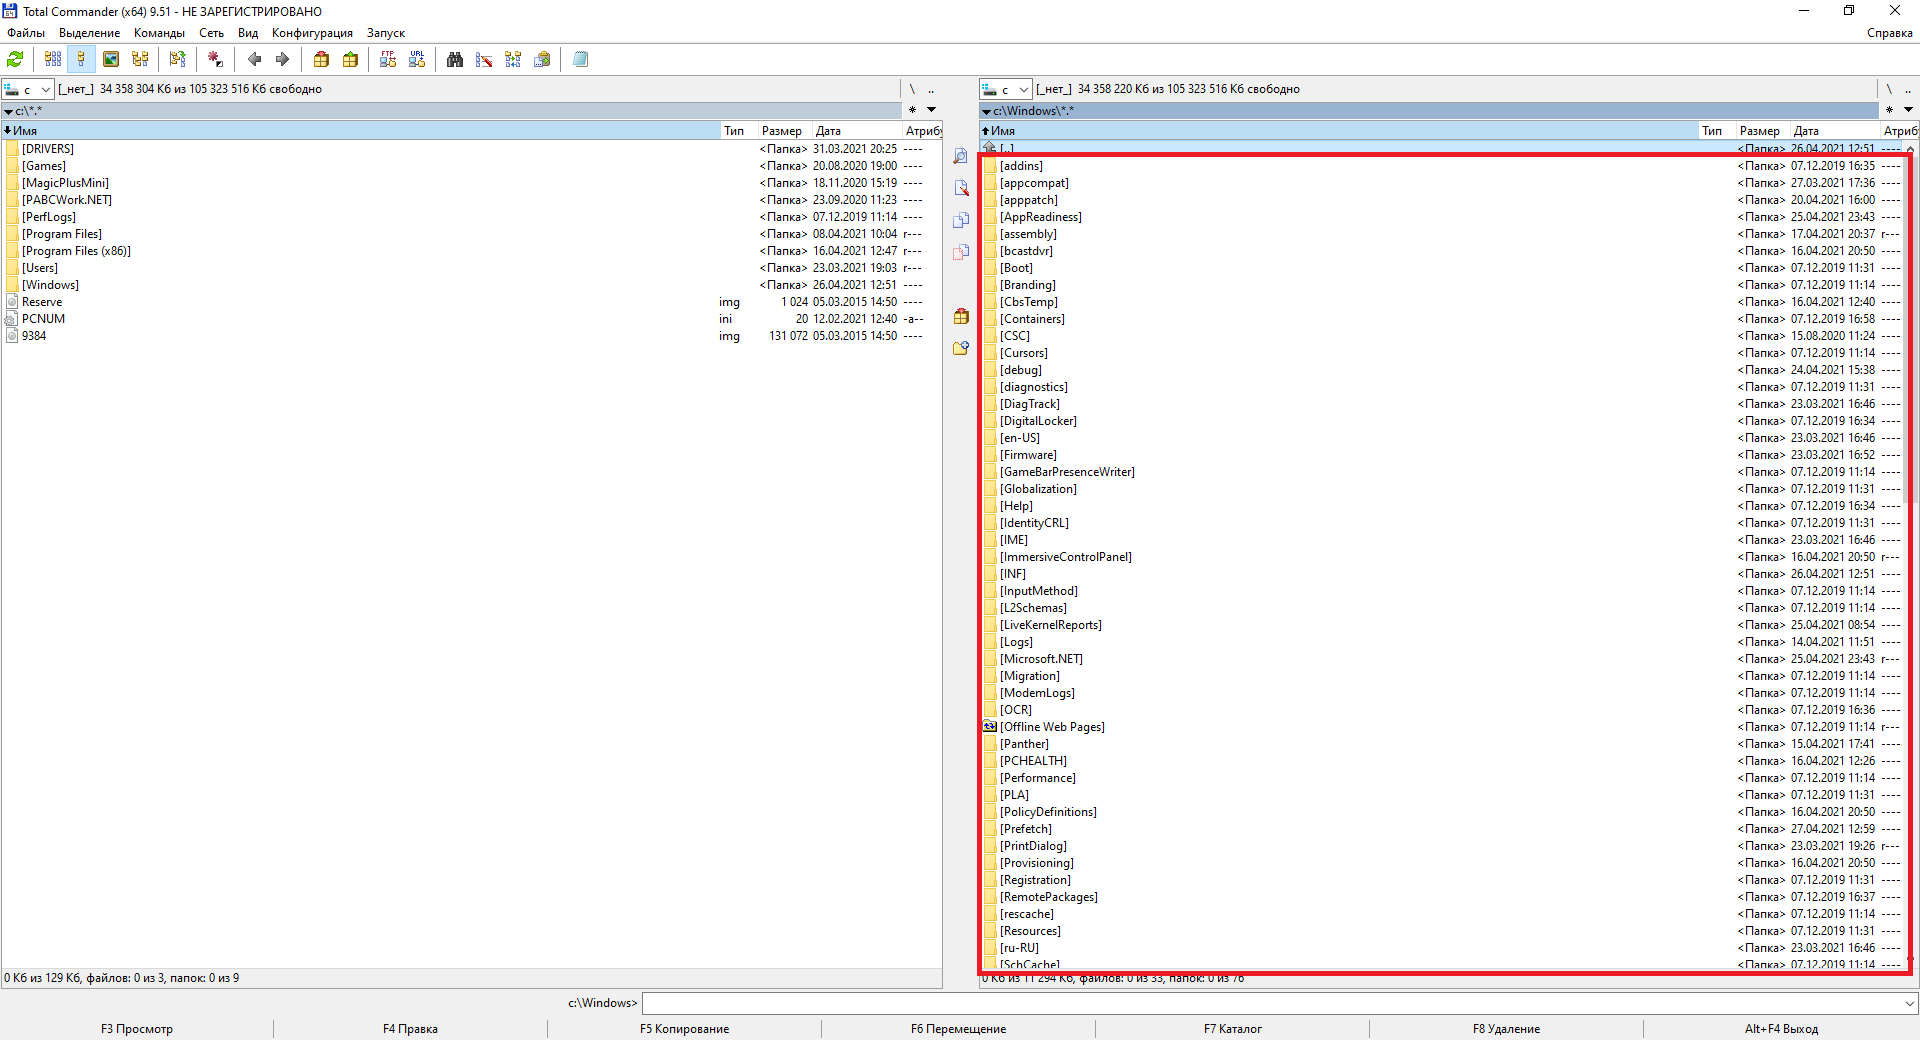 Total Commander (x64) 9.51 - НЕ ЗАРЕГИСТРИРОВАНО
Файлы Выделение Команды Сеть Вид Конфигурация Запуск Справка
FTP URL
c [_нет_] 34 358 304 Кб из 105 323 516 Кб свободно \ ..
c:\*.* * 
Имя Тип Размер Дата Атрибу
[DRIVERS] <Папка> 31.03.2021 20:25 ----
[Games] <Папка> 20.08.2020 19:00 ----
[MagicPlusMini] <Папка> 18.11.2020 15:19 ----
[PABCWork.NET] <Папка> 23.09.2020 11:23 ----
[PerfLogs] <Папка> 07.12.2019 11:14 ----
[Program Files] <Папка> 08.04.2021 10:04 r---
[Program Files (x86)] <Папка> 16.04.2021 12:47 r---
[Users] <Папка> 23.03.2021 19:03 r---
[Windows] <Папка> 26.04.2021 12:51 ----
Reserve img 1 024 05.03.2015 14:50 ----
PCNUM ini 20 12.02.2021 12:40 -a--
9384 img 131 072 05.03.2015 14:50 ----
0 Кб из 129 Кб, файлов: 0 из 3, папок: 0 из 9
c [_нет_] 34 358 220 Кб из 105 323 516 Кб свободно \ ..
c:\Windows\*.* *
Имя Тип Размер Дата Атрибу
[..] <Папка> 26.04.2021 12:51 ----
[addins] <Папка> 07.12.2019 16:35 ----
[appcompat] <Папка> 27.03.2021 17:36 ----
[apppatch] <Папка> 20.04.2021 16:00 ----
[AppReadiness] <Папка> 25.04.2021 23:43 ----
[assembly] <Папка> 17.04.2021 20:37 r---
[bcastdvr] <Папка> 16.04.2021 20:50 ----
[Boot] <Папка> 07.12.2019 11:31 ----
[Branding] <Папка> 07.12.2019 11:14 ----
[CbsTemp] <Папка> 16.04.2021 12:40 ----
[Containers] <Папка> 07.12.2019 16:58 ----
[CSC] <Папка> 15.08.2020 11:24 ----
[Cursors] <Папка> 07.12.2019 11:14 ----
[debug] <Папка> 24.04.2021 15:38 ----
[diagnostics] <Папка> 07.12.2019 11:31 ----
[DiagTrack] <Папка> 23.03.2021 16:46 ----
[DigitalLocker] <Папка> 07.12.2019 16:34 ----
[en-US] <Папка> 23.03.2021 16:46 ----
[Firmware] <Папка> 23.03.2021 16:52 ----
[GameBarPresenceWriter] <Папка> 07.12.2019 11:14 ----
[Globalization] <Папка> 07.12.2019 11:31 ----
[Help] <Папка> 07.12.2019 16:34 ----
[IdentityCRL] <Папка> 07.12.2019 11:31 ----
[IME] <Папка> 23.03.2021 16:46 ----
[ImmersiveControlPanel] <Папка> 16.04.2021 20:50 r---
[INF] <Папка> 26.04.2021 12:51 ----
[InputMethod] <Папка> 07.12.2019 11:14 ----
[L2Schemas] <Папка> 07.12.2019 11:14 ----
[LiveKernelReports] <Папка> 25.04.2021 08:54 ----
[Logs] <Папка> 14.04.2021 11:51 ----
[Microsoft.NET] <Папка> 25.04.2021 23:43 r---
[Migration] <Папка> 07.12.2019 11:14 ----
[ModemLogs] <Папка> 07.12.2019 11:14 ----
[OCR] <Папка> 07.12.2019 16:36 ----
[Offline Web Pages] <Папка> 07.12.2019 11:14 r---
[Panther] <Папка> 15.04.2021 17:41 ----
[PCHEALTH] <Папка> 16.04.2021 12:26 ----
[Performance] <Папка> 07.12.2019 11:14 ----
[PLA] <Папка> 07.12.2019 11:31 ----
[PolicyDefinitions] <Папка> 16.04.2021 20:50 ----
[Prefetch] <Папка> 27.04.2021 12:59 ----
[PrintDialog] <Папка> 23.03.2021 19:26 r---
[Provisioning] <Папка> 16.04.2021 20:50 ----
[Registration] <Папка> 07.12.2019 11:31 ----
[RemotePackages] <Папка> 07.12.2019 16:37 ----
[rescache] <Папка> 07.12.2019 11:14 ----
[Resources] <Папка> 07.12.2019 11:31 ----
[ru-RU] <Папка> 23.03.2021 16:46 ----
[SchCache] <Папка> 07.12.2019 11:14 ----
0 Кб из 11 294 Кб, файлов: 0 из 33, папок: 0 из 76
c:\Windows>
F3 Просмотр F4 Правка F5 Копирование F6 Перемещение F7 Каталог F8 Удаление Alt+F4 Выход